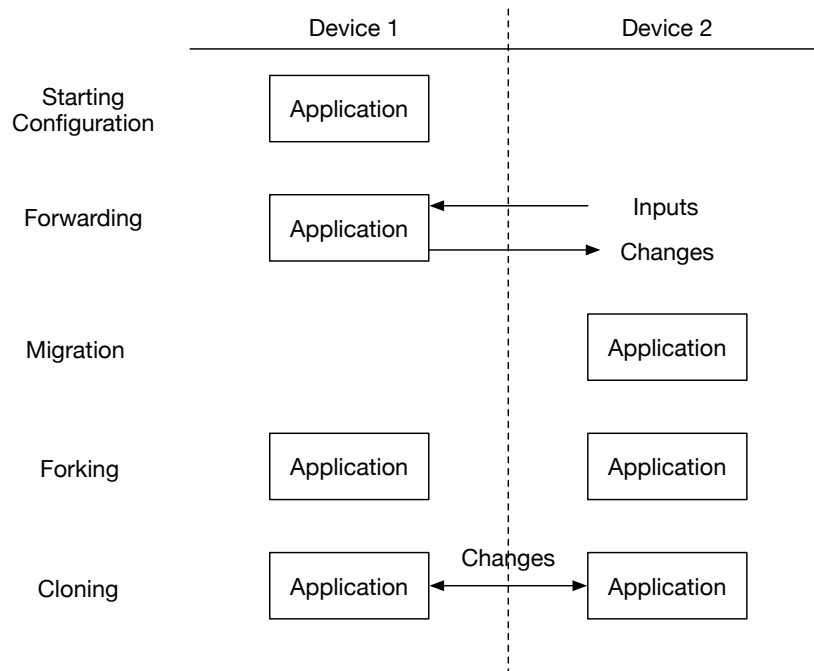 Device 1
Device 2
Starting
Configuration
Application
Forwarding
Application
Inputs
Changes
Migration
Application
Forking
Application
Application
Cloning
Application
Changes
Application